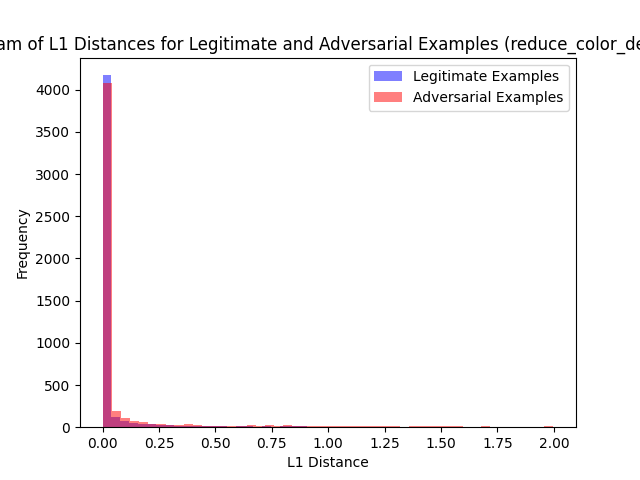 am of L1 Distances for Legitimate and Adversarial Examples (reduce_color_de
Legitimate Examples
Adversarial Examples
4000
3500
3000
2500
2000
1500
1000
500
0
Frequency
0.00 0.25 0.50 0.75 1.00 1.25 1.50 1.75 2.00
L1 Distance